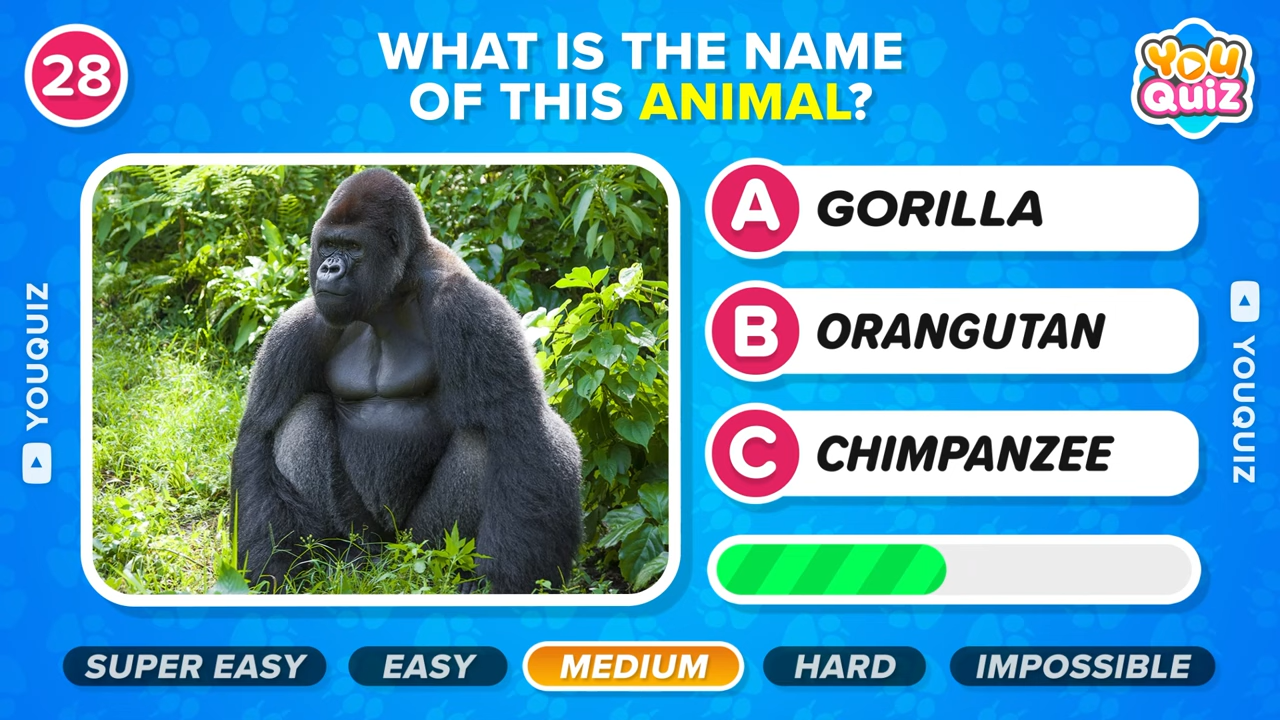 28
WHAT IS THE NAME
OF THIS ANIMAL?
YOU
QUIZ
YOUQUIZ
A GORILLA
B ORANGUTAN
C CHIMPANZEE
YOUQUIZ
SUPER EASY
EASY
MEDIUM
HARD
IMPOSSIBLE